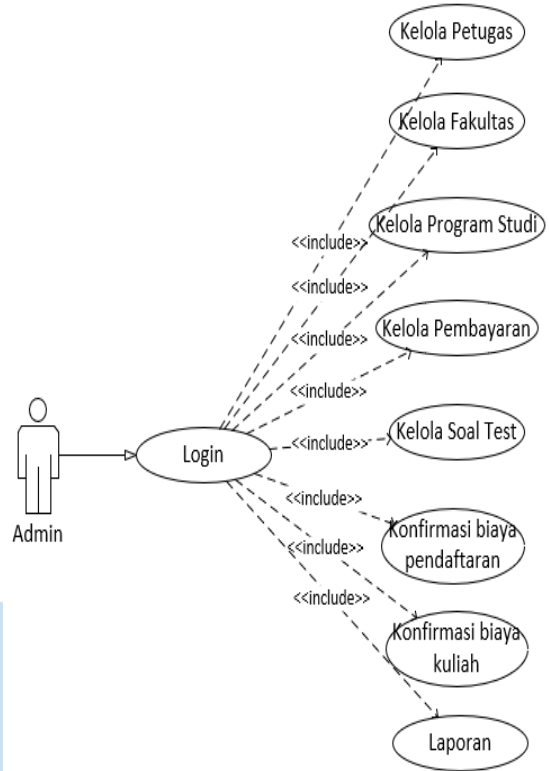 Kelola Petugas
Kelola Fakultas
Kelola Program Studi
<<include>>
<<include>>
Kelola Pembayaran
<<include>>
<<include>>
Kelola Soal Test
<<include>>
Login
Admin
<<include>>
Konfirmasi biaya
pendaftaran
<<include>>
<<include>>
Konfirmasi biaya
kuliah
Laporan